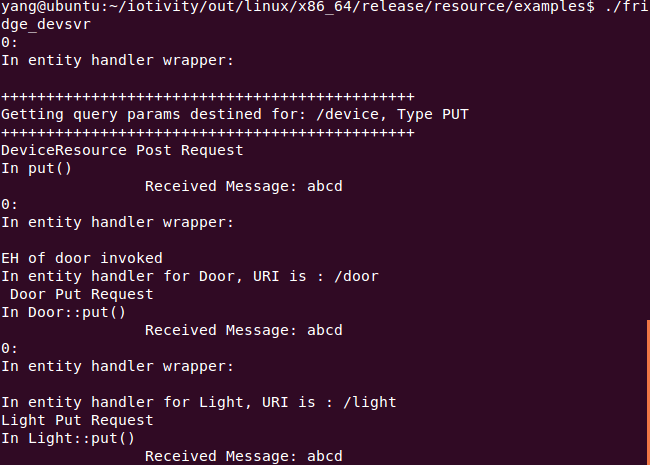 yang@ubuntu:~/iotivity/out/linux/x86_64/release/resource/examples$ ./fri
dge_devsvr
0:
In entity handler wrapper:
++++++++++++++++++++++++++++++++++++++++++++++
Getting query params destined for: /device, Type PUT
++++++++++++++++++++++++++++++++++++++++++++++
DeviceResource Post Request
In put()
Received Message: abcd
0:
In entity handler wrapper:
EH of door invoked
In entity handler for Door, URI is : /door
Door Put Request
In Door::put()
Received Message: abcd
0:
In entity handler wrapper:
In entity handler for Light, URI is : /light
Light Put Request
In Light::put()
Received Message: abcd